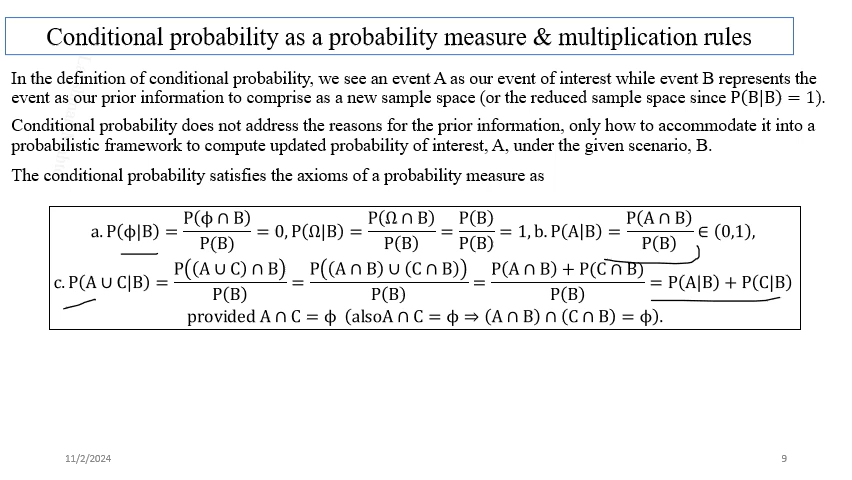 Conditional probability as a probability measure & multiplication rules
In the definition of conditional probability, we see an event A as our event of interest while event B represents the
event as our prior information to comprise as a new sample space (or the reduced sample space since P(B|B) = 1).
Conditional probability does not address the reasons for the prior information, only how to accommodate it into a
probabilistic framework to compute updated probability of interest, A, under the given scenario, B.
The conditional probability satisfies the axioms of a probability measure as
a. P(ϕ|B) = P(ϕ ∩ B)/P(B) = 0, P(Ω|B) = P(Ω ∩ B)/P(B) = P(B)/P(B) = 1, b. P(A|B) = P(A ∩ B)/P(B) ∈ (0,1),
c. P(A ∪ C|B) = P((A ∪ C) ∩ B)/P(B) = P((A ∩ B) ∪ (C ∩ B))/P(B) = P(A ∩ B) + P(C ∩ B)/P(B) = P(A|B) + P(C|B)
provided A ∩ C = ϕ (alsoA ∩ C = ϕ ⇒ (A ∩ B) ∩ (C ∩ B) = ϕ).
11/2/2024
9